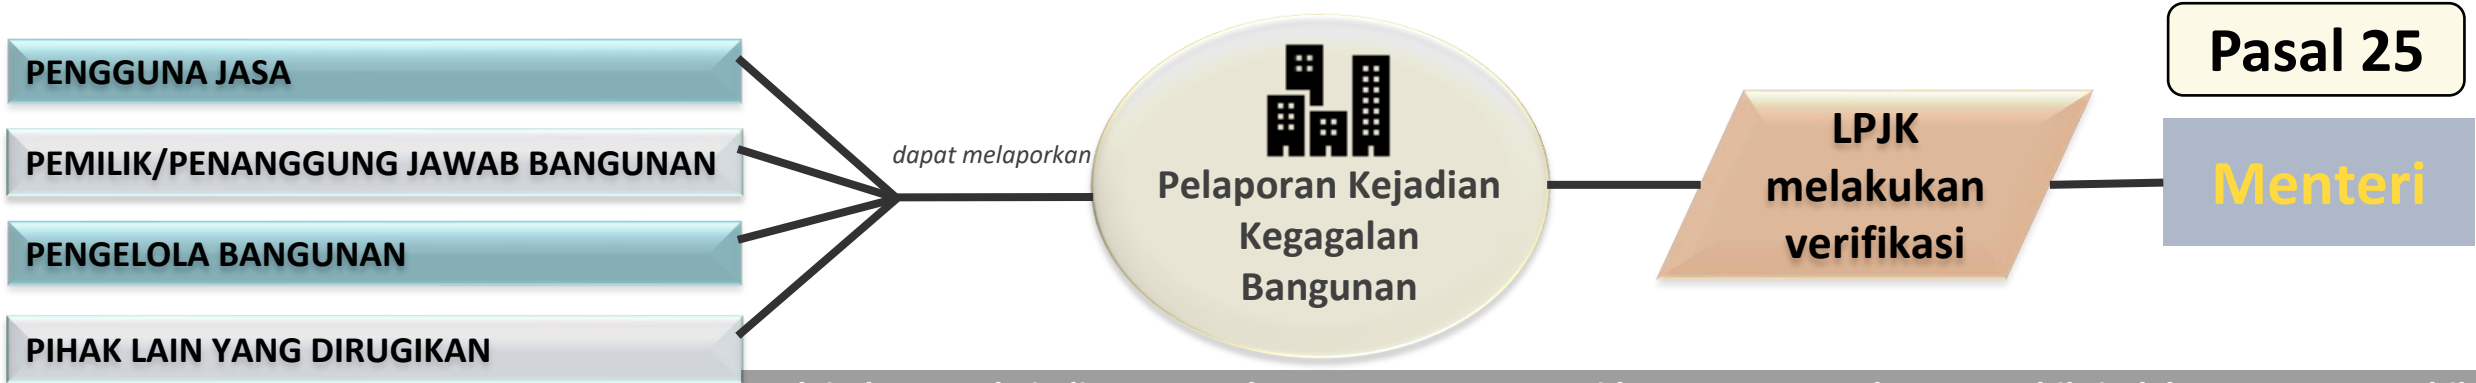 PENGGUNA JASA
PEMILIK/PENANGGUNG JAWAB BANGUNAN
PENGELOLA BANGUNAN
PIHAK LAIN YANG DIRUGIKAN
dapat melaporkan
Pelaporan Kejadian
Kegagalan
Bangunan
LPJK
melakukan
verifikasi
Pasal 25
Menteri